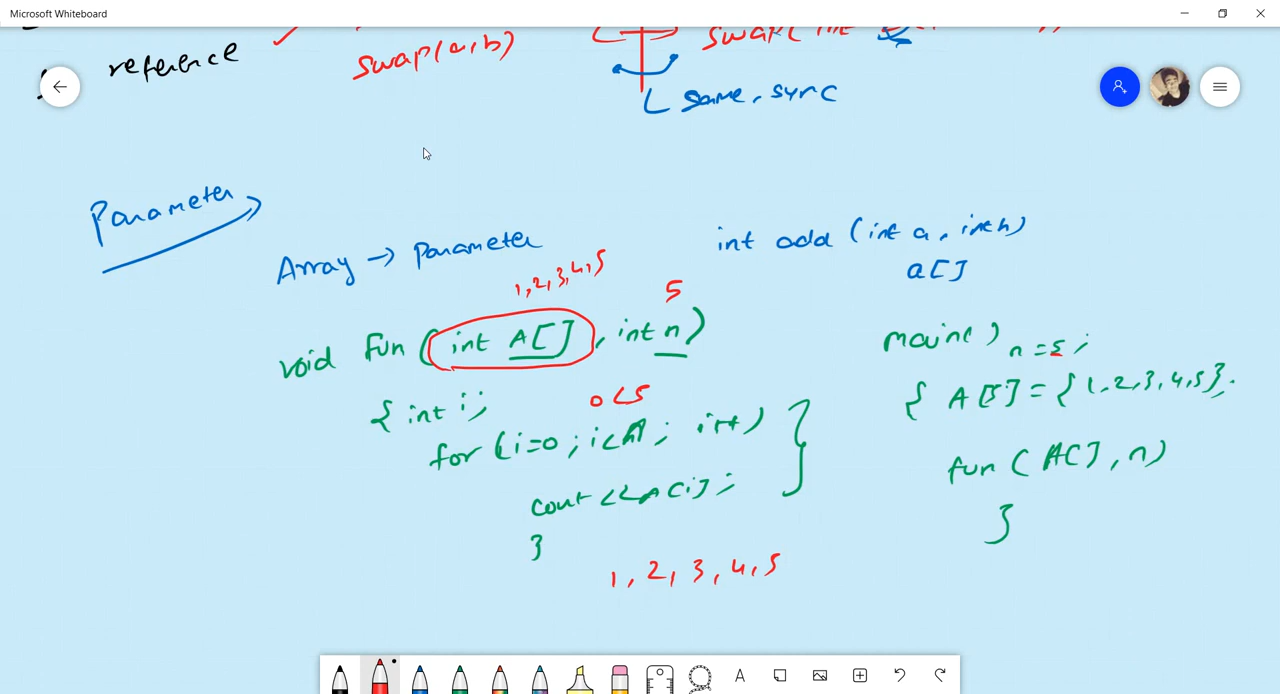 Microsoft Whiteboard
reference
swap(a,b)
same, sync
Parameter
Array → Parameter
int add (int a, int b)
a[]
1,2,3,4,5
5
void fun (int A[], int n)
{ int i;
0<5
for (i=0; i<n; i++)
cout << A[i];
}
1, 2, 3, 4, 5
main()
n=5;
{ A[5] = {1,2,3,4,5};
fun (A[], n)
}
A